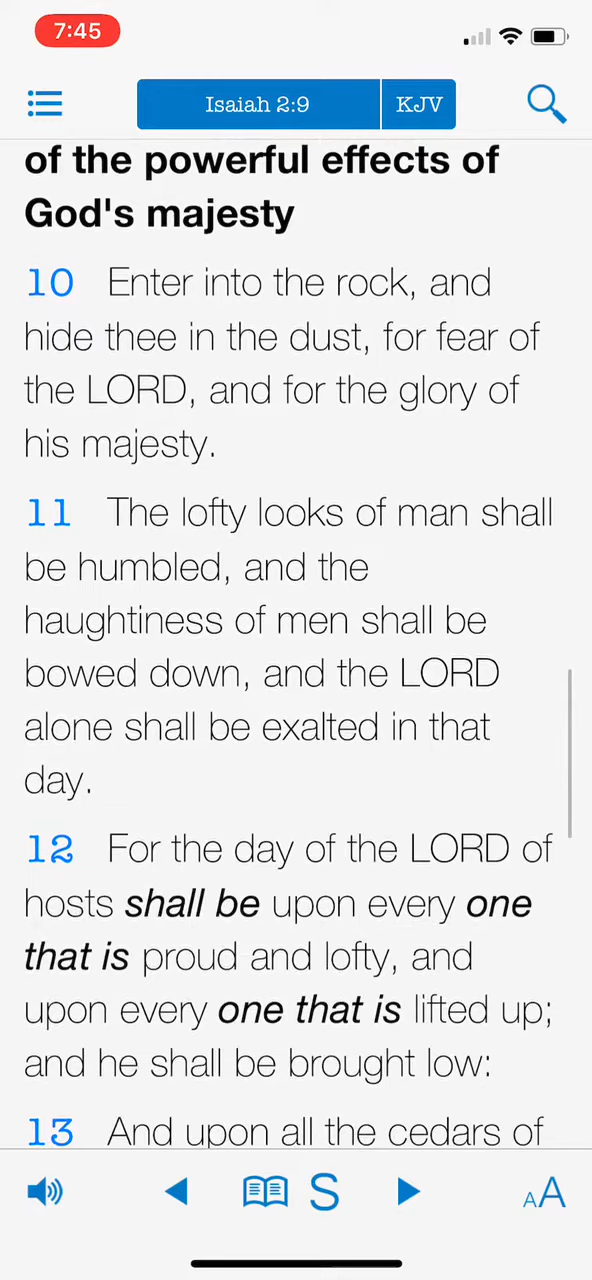 7:45
Isaiah 2:9 KJV
of the powerful effects of
God's majesty
10 Enter into the rock, and
hide thee in the dust, for fear of
the LORD, and for the glory of
his majesty.
11 The lofty looks of man shall
be humbled, and the
haughtiness of men shall be
bowed down, and the LORD
alone shall be exalted in that
day.
12 For the day of the LORD of
hosts shall be upon every one
that is proud and lofty, and
upon every one that is lifted up;
and he shall be brought low:
13 And upon all the cedars of
S AA